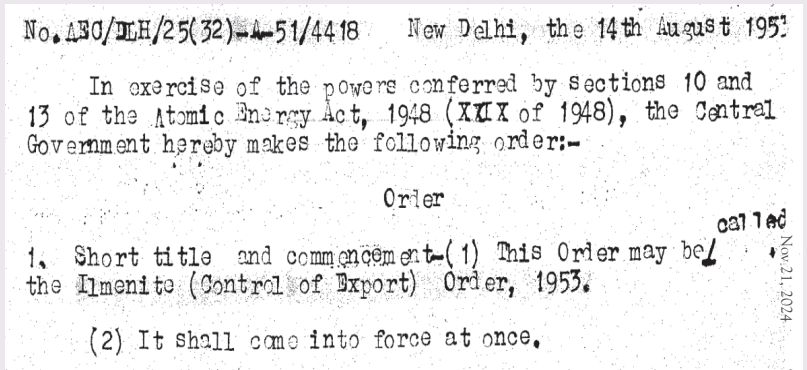 No. AEC/DLH/25(32)-A-51/4418 New Delhi, the 14th August 1953
In exercise of the powers conferred by sections 10 and
13 of the Atomic Energy Act, 1948 (XXIX of 1948), the Central
Government hereby makes the following order:-
Order
called
1. Short title and commencement-(1) This Order may be/
the Ilmenite (Control of Export) Order, 1953.
(2) It shall come into force at once.
Nov 21, 2024